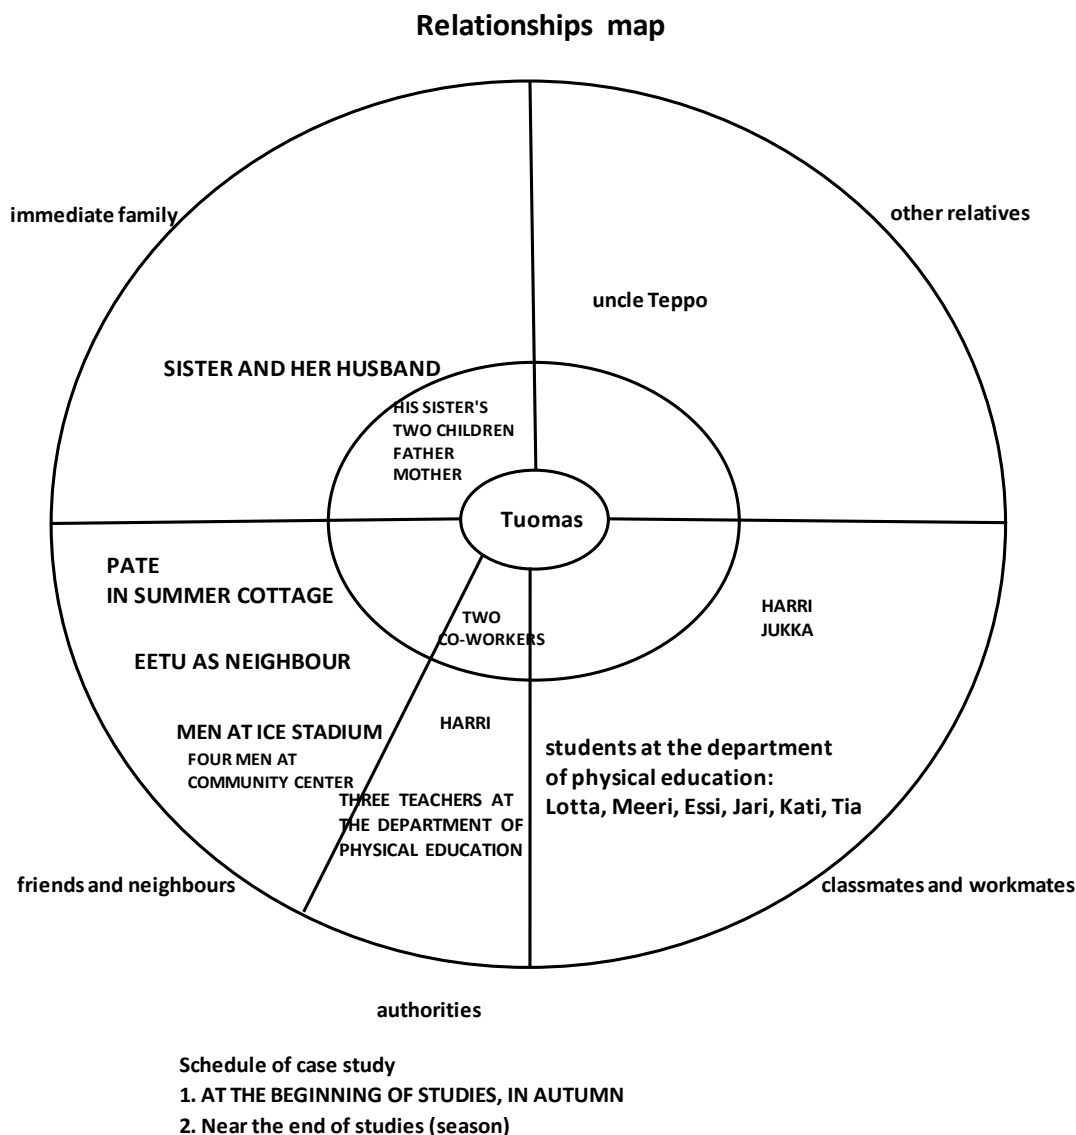 Relationships map
immediate family
other relatives
uncle Teppo
SISTER AND HER HUSBAND
HIS SISTER'S
TWO CHILDREN
FATHER
MOTHER
Tuomas
PATE
IN SUMMER COTTAGE
TWO
CO-WORKERS
HARRI
JUKKA
EETU AS NEIGHBOUR
MEN AT ICE STADIUM
FOUR MEN AT
COMMUNITY CENTER
HARRI
THREE TEACHERS AT
THE DEPARTMENT OF
PHYSICAL EDUCATION
students at the department
of physical education:
Lotta, Meeri, Essi, Jari, Kati, Tia
friends and neighbours
classmates and workmates
authorities
Schedule of case study
1. AT THE BEGINNING OF STUDIES, IN AUTUMN
2. Near the end of studies (season)